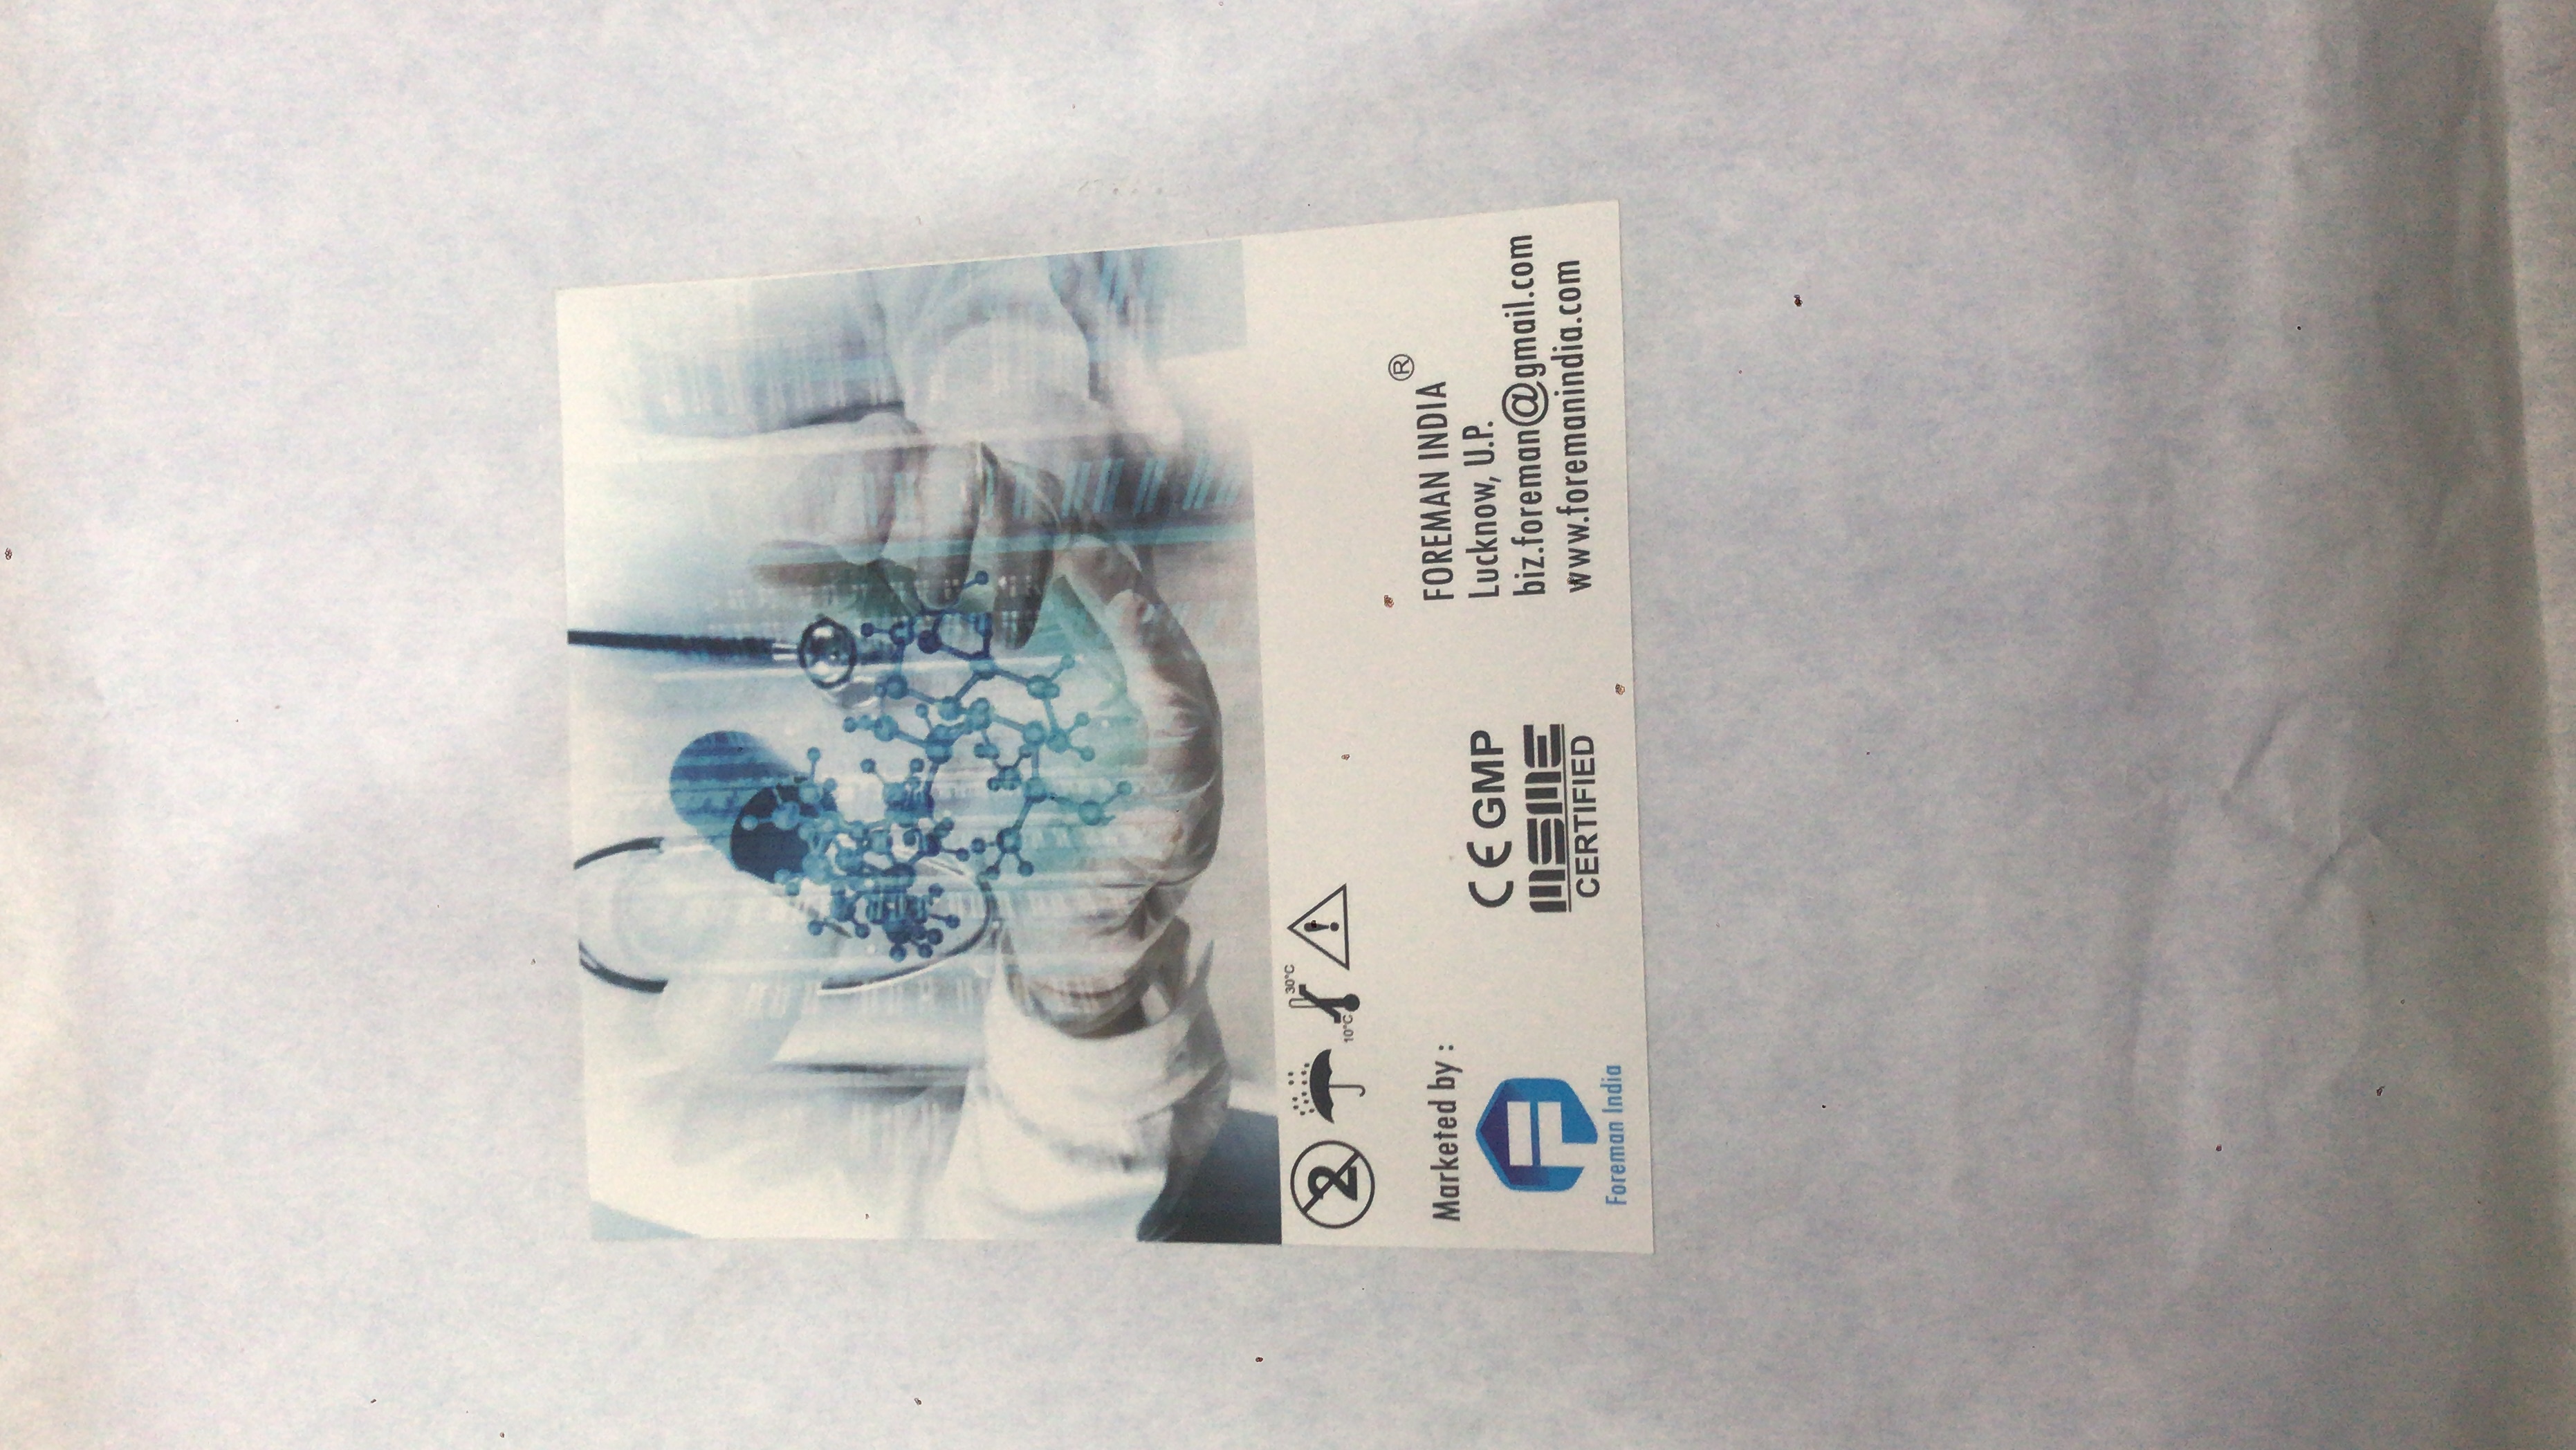 2
10°C
30°C
!
Marketed by :
Foreman India
CE GMP
MSME
CERTIFIED
FOREMAN INDIA ®
Lucknow, U.P.
biz.foreman@gmail.com
www.foremanindia.com